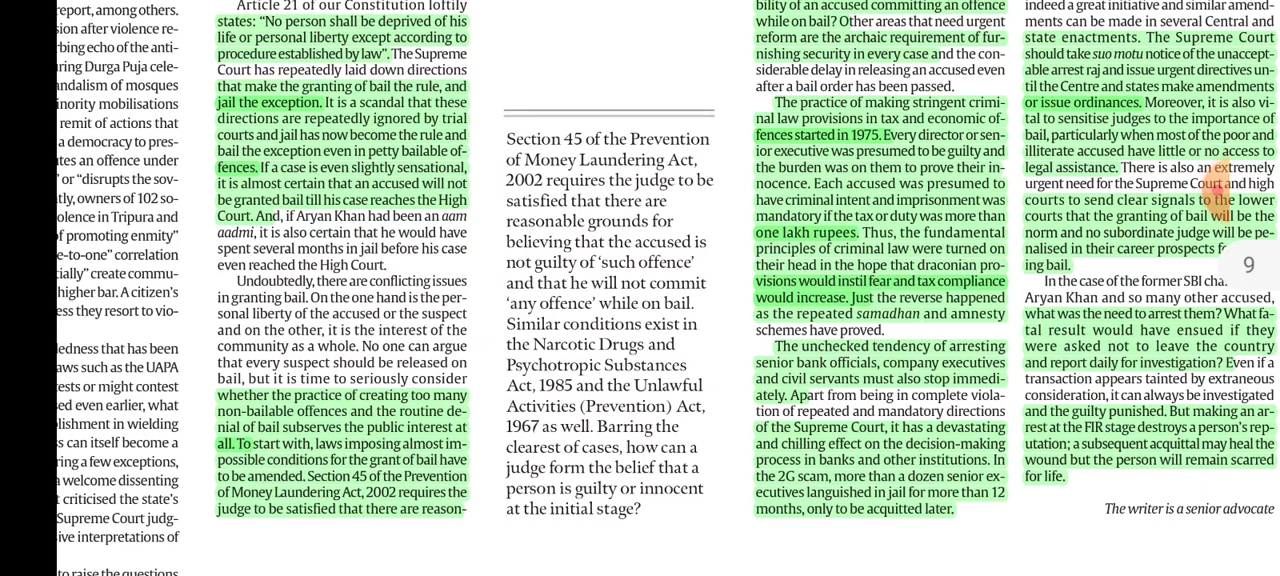 report, among others.
sion after violence re-
rbing echo of the anti-
uring Durga Puja cele-
andalism of mosques
inority mobilisations
remit of actions that
a democracy to pres-
ates an offence under
or "disrupts the sov-
tly, owners of 102 so-
olence in Tripura and
of promoting enmity"
e-to-one" correlation
tially" create commu-
higher bar. A citizen's
ess they resort to vio-
ledness that has been
aws such as the UAPA
tests or might contest
sed even earlier, what
lishment in wielding
ss can itself become a
ring a few exceptions,
a welcome dissenting
t criticised the state's
Supreme Court judg-
ive interpretations of
to raise the questions
Article 21 of our Constitution loftily
states: "No person shall be deprived of his
life or personal liberty except according to
procedure established by law". The Supreme
Court has repeatedly laid down directions
that make the granting of bail the rule, and
jail the exception. It is a scandal that these
directions are repeatedly ignored by trial
courts and jail has now become the rule and
bail the exception even in petty bailable of-
fences. If a case is even slightly sensational,
it is almost certain that an accused will not
be granted bail till his case reaches the High
Court. And, if Aryan Khan had been an aam
aadmi, it is also certain that he would have
spent several months in jail before his case
even reached the High Court.
Undoubtedly, there are conflicting issues
in granting bail. On the one hand is the per-
sonal liberty of the accused or the suspect
and on the other, it is the interest of the
community as a whole. No one can argue
that every suspect should be released on
bail, but it is time to seriously consider
whether the practice of creating too many
non-bailable offences and the routine de-
nial of bail subserves the public interest at
all. To start with, laws imposing almost im-
possible conditions for the grant of bail have
to be amended. Section 45 of the Prevention
of Money Laundering Act, 2002 requires the
judge to be satisfied that there are reason-
Section 45 of the Prevention
of Money Laundering Act,
2002 requires the judge to be
satisfied that there are
reasonable grounds for
believing that the accused is
not guilty of 'such offence'
and that he will not commit
'any offence' while on bail.
Similar conditions exist in
the Narcotic Drugs and
Psychotropic Substances
Act, 1985 and the Unlawful
Activities (Prevention) Act,
1967 as well. Barring the
clearest of cases, how can a
judge form the belief that a
person is guilty or innocent
at the initial stage?
bility of an accused committing an offence
while on bail? Other areas that need urgent
reform are the archaic requirement of fur-
nishing security in every case and the con-
siderable delay in releasing an accused even
after a bail order has been passed.
The practice of making stringent crimi-
nal law provisions in tax and economic of-
fences started in 1975. Every director or sen-
ior executive was presumed to be guilty and
the burden was on them to prove their in-
nocence. Each accused was presumed to
have criminal intent and imprisonment was
mandatory if the tax or duty was more than
one lakh rupees. Thus, the fundamental
principles of criminal law were turned on
their head in the hope that draconian pro-
visions would instil fear and tax compliance
would increase. Just the reverse happened
as the repeated samadhan and amnesty
schemes have proved.
The unchecked tendency of arresting
senior bank officials, company executives
and civil servants must also stop immedi-
ately. Apart from being in complete viola-
tion of repeated and mandatory directions
of the Supreme Court, it has a devastating
and chilling effect on the decision-making
process in banks and other institutions. In
the 2G scam, more than a dozen senior ex-
ecutives languished in jail for more than 12
months, only to be acquitted later.
indeed a great initiative and similar amend-
ments can be made in several Central and
state enactments. The Supreme Court
should take suo motu notice of the unaccept-
able arrest raj and issue urgent directives un-
til the Centre and states make amendments
or issue ordinances. Moreover, it is also vi-
tal to sensitise judges to the importance of
bail, particularly when most of the poor and
illiterate accused have little or no access to
legal assistance. There is also an extremely
urgent need for the Supreme Court and high
courts to send clear signals to the lower
courts that the granting of bail will be the
norm and no subordinate judge will be pe-
nalised in their career prospects
ing bail.
In the case of the former SBI
Aryan Khan and so many other accused,
what was the need to arrest them? What fa-
tal result would have ensued if they
were asked not to leave the country
and report daily for investigation? Even if a
transaction appears tainted by extraneous
consideration, it can always be investigated
and the guilty punished. But making an ar-
rest at the FIR stage destroys a person's rep-
utation; a subsequent acquittal may heal the
wound but the person will remain scarred
for life.
The writer is a senior advocate
9